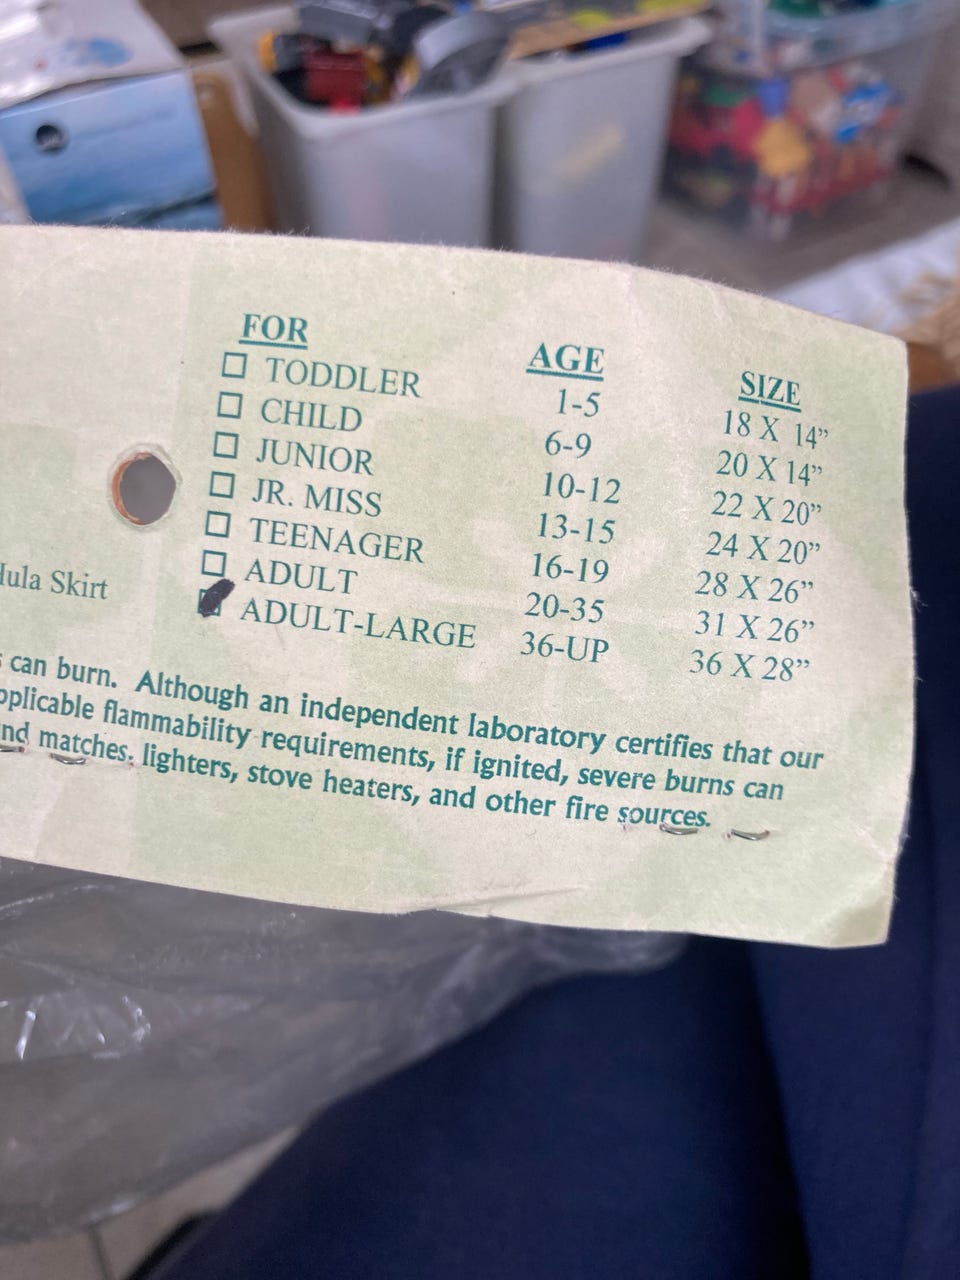 FOR AGE SIZE
☐ TODDLER 1-5 18 X 14”
☐ CHILD 6-9 20 X 14”
☐ JUNIOR 10-12 22 X 20”
☐ JR. MISS 13-15 24 X 20”
☐ TEENAGER 16-19 28 X 26”
☐ ADULT 20-35 31 X 26”
☑ ADULT-LARGE 36-UP 36 X 28”
Skirt
can burn. Although an independent laboratory certifies that our
flammability requirements, if ignited, severe burns can
matches, lighters, stove heaters, and other fire sources.